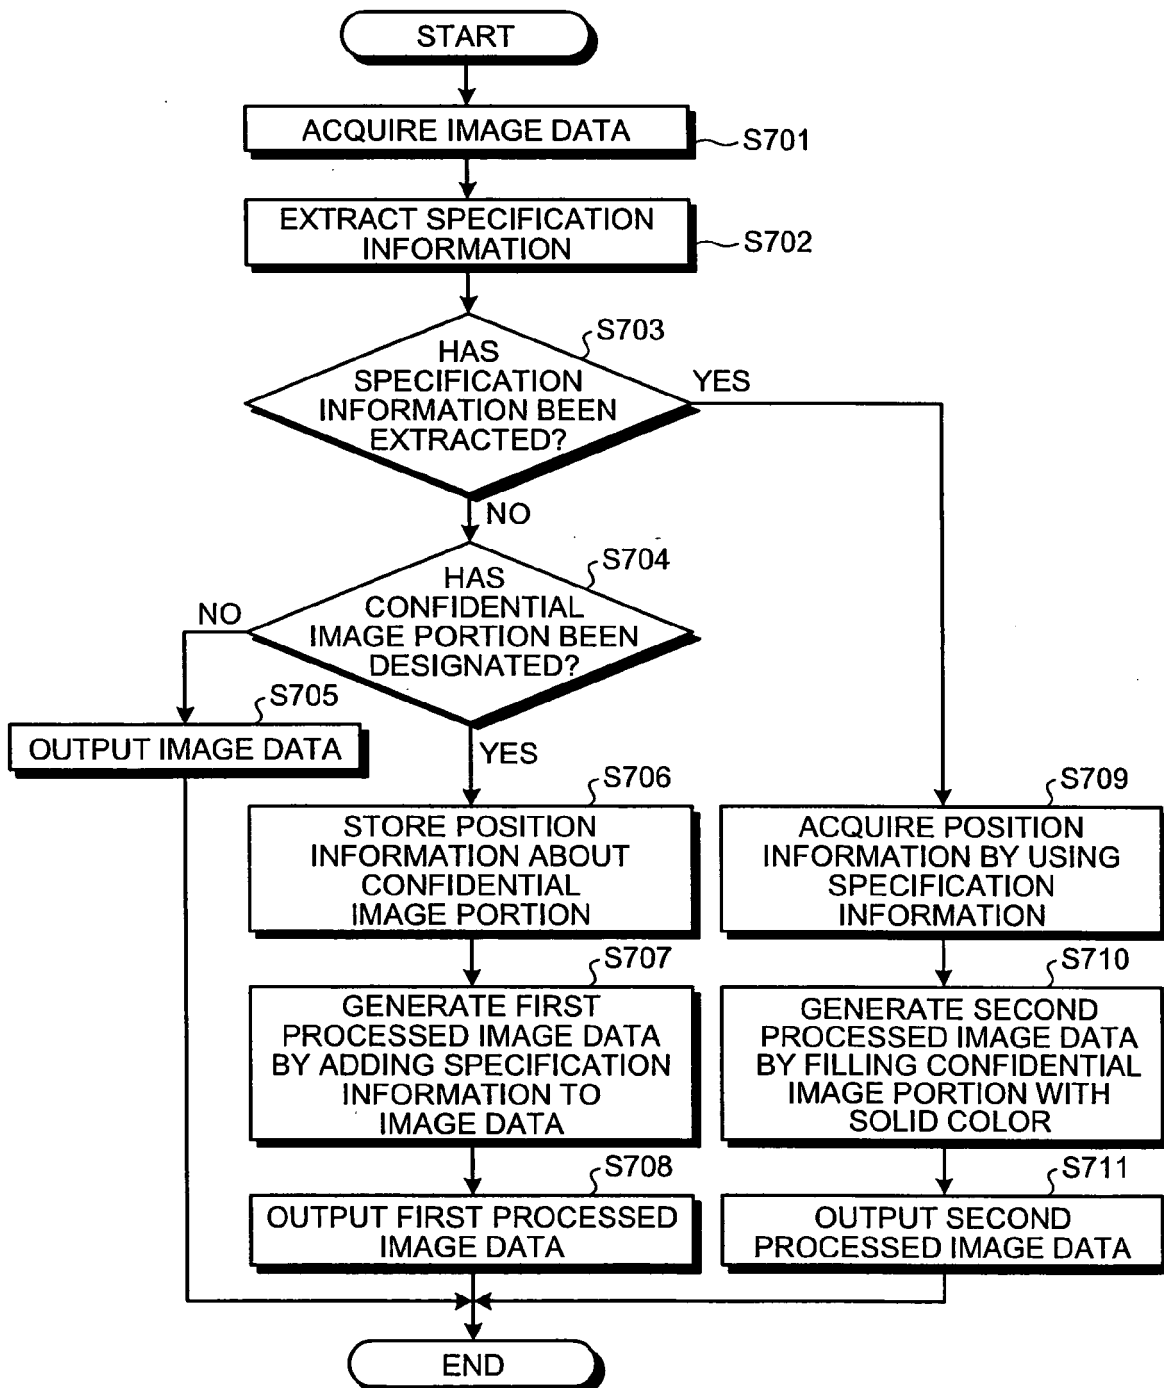 START
ACQUIRE IMAGE DATA
S701
EXTRACT SPECIFICATION
INFORMATION
S702
S703
HAS
SPECIFICATION
INFORMATION BEEN
EXTRACTED?
YES
NO
S704
HAS
CONFIDENTIAL
IMAGE PORTION BEEN
DESIGNATED?
NO
S705
OUTPUT IMAGE DATA
YES
S706
STORE POSITION
INFORMATION ABOUT
CONFIDENTIAL
IMAGE PORTION
S709
ACQUIRE POSITION
INFORMATION BY USING
SPECIFICATION
INFORMATION
S707
GENERATE FIRST
PROCESSED IMAGE DATA
BY ADDING SPECIFICATION
INFORMATION TO
IMAGE DATA
S710
GENERATE SECOND
PROCESSED IMAGE DATA
BY FILLING CONFIDENTIAL
IMAGE PORTION WITH
SOLID COLOR
S708
OUTPUT FIRST PROCESSED
IMAGE DATA
S711
OUTPUT SECOND
PROCESSED IMAGE DATA
END